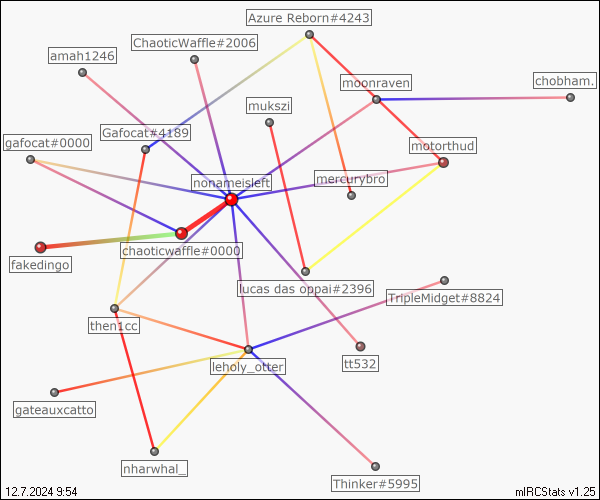 Azure Reborn#4243
ChaoticWaffle#2006
amah1246
moonraven
chobham.
mukszi
Gafocat#4189
gafocat#0000
motorthud
mercurybro
nonameisleft
chaoticwaffle#0000
fakedingo
lucas das oppai#2396
TripleMidget#8824
then1cc
leholy_otter
tt532
gateauxcatto
nharwhal_
Thinker#5995
12.7.2024 9:54
mIRCStats v1.25